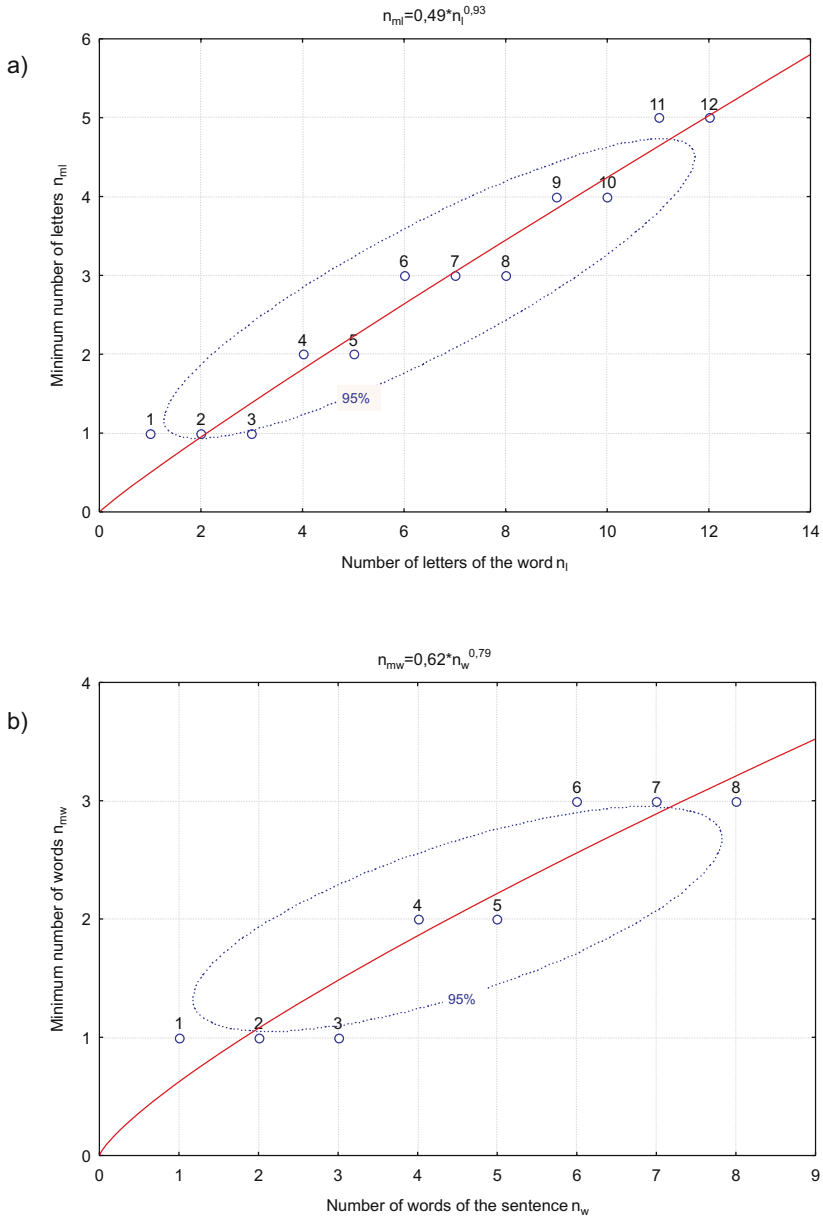 n_ml=0,49*n_l^0,93
a)
6
5
4
3
2
1
0
Minimum number of letters n_ml
1 2 3 4 5 6 7 8 9 10 11 12
95%
0 2 4 6 8 10 12 14
Number of letters of the word n_l
n_mw=0,62*n_w^0,79
b)
4
3
2
1
0
Minimum number of words n_mw
1 2 3 4 5 6 7 8
95%
0 1 2 3 4 5 6 7 8 9
Number of words of the sentence n_w